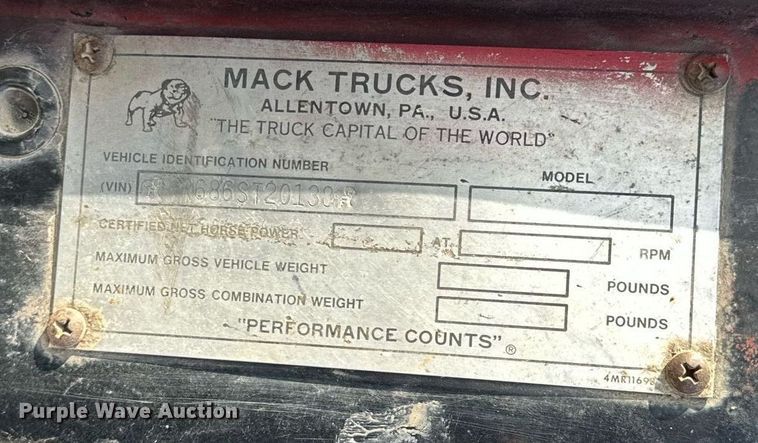 MACK TRUCKS, INC.
ALLENTOWN, PA., U.S.A.
"THE TRUCK CAPITAL OF THE WORLD"
VEHICLE IDENTIFICATION NUMBER
MODEL
(VIN)
CERTIFIED NET HORSE POWER
AT
RPM
MAXIMUM GROSS VEHICLE WEIGHT
POUNDS
MAXIMUM GROSS COMBINATION WEIGHT
POUNDS
"PERFORMANCE COUNTS"®
Purple Wave Auction